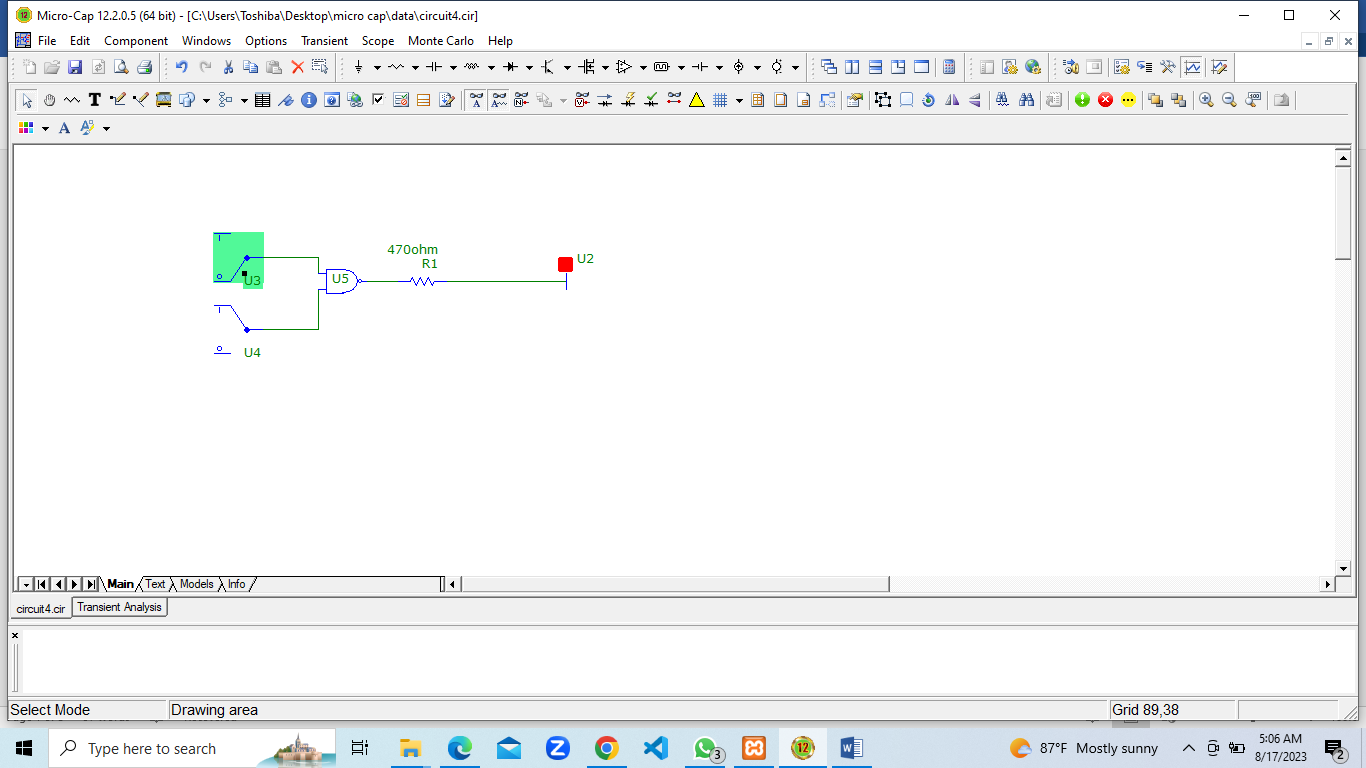 Micro-Cap 12.2.0.5 (64 bit) - [C:\Users\Toshiba\Desktop\micro cap\data\circuit4.cir]
File Edit Component Windows Options Transient Scope Monte Carlo Help
470ohm
R1
U2
U3
U5
U4
Main Text Models Info
circuit4.cir Transient Analysis
Select Mode Drawing area Grid 89,38
Type here to search
3
12
87°F Mostly sunny
5:06 AM
8/17/2023
2